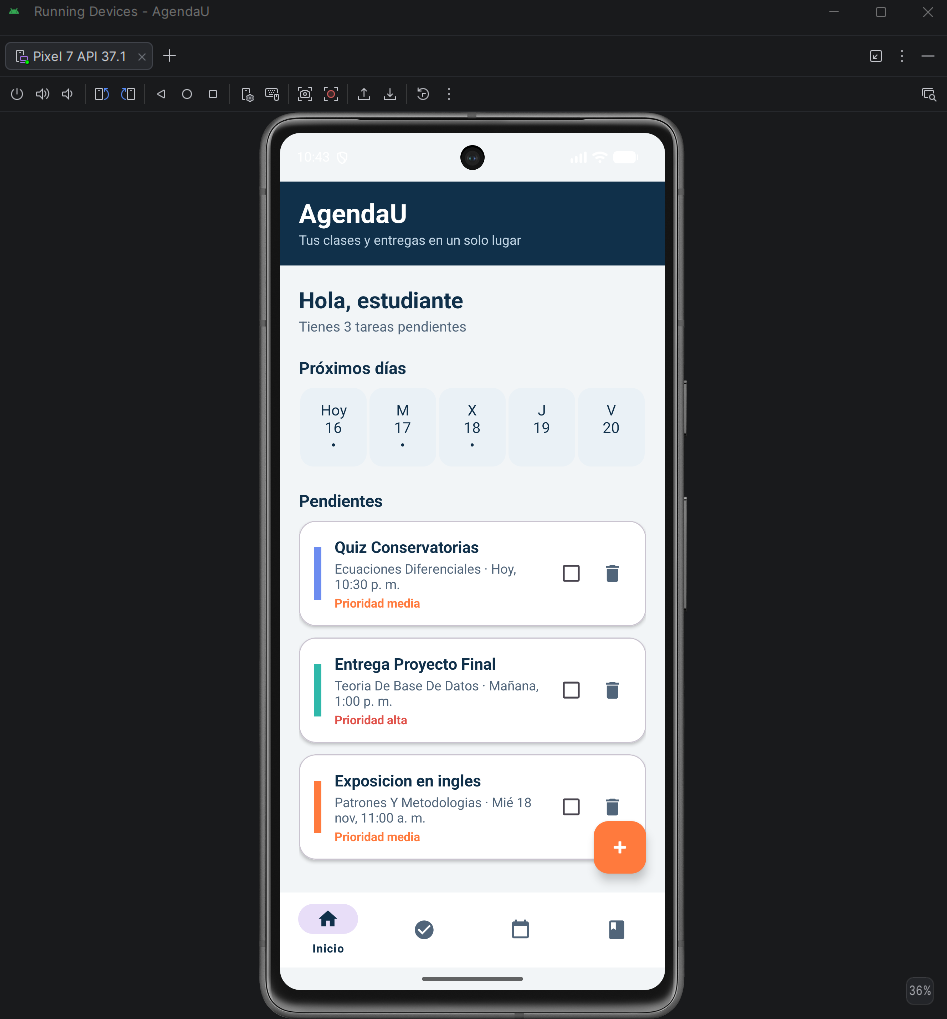 Running Devices - AgendaU
Pixel 7 API 37.1
10:43
AgendaU
Tus clases y entregas en un solo lugar
Hola, estudiante
Tienes 3 tareas pendientes
Próximos días
Hoy M X J V
16 17 18 19 20
Pendientes
Quiz Conservatorias
Ecuaciones Diferenciales · Hoy,
10:30 p. m.
Prioridad media
Entrega Proyecto Final
Teoria De Base De Datos · Mañana,
1:00 p. m.
Prioridad alta
Exposicion en ingles
Patrones Y Metodologias · Mié 18
nov, 11:00 a. m.
Prioridad media
+
Inicio
36%